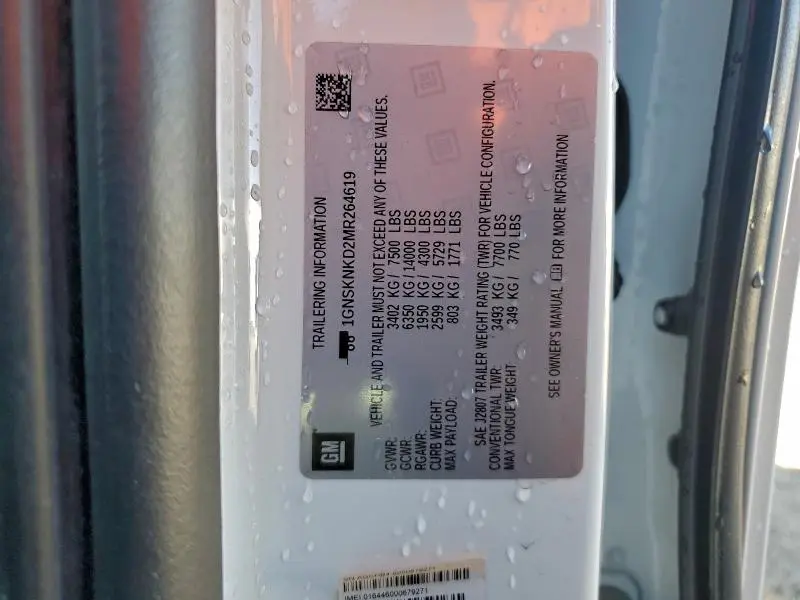 TRAILERING INFORMATION
1GNSKNKD2MR264619
VEHICLE AND TRAILER MUST NOT EXCEED ANY OF THESE VALUES.
GVWR: 3402 KG / 7500 LBS
GCWR: 6350 KG / 14000 LBS
RGAWR: 1950 KG / 4300 LBS
CURB WEIGHT: 2599 KG / 5729 LBS
MAX PAYLOAD: 803 KG / 1771 LBS
SAE J2807 TRAILER WEIGHT RATING (TWR) FOR VEHICLE CONFIGURATION.
CONVENTIONAL TWR: 3493 KG / 7700 LBS
MAX TONGUE WEIGHT 349 KG / 770 LBS
SEE OWNER'S MANUAL FOR MORE INFORMATION
GM
IMEI 016446000679271